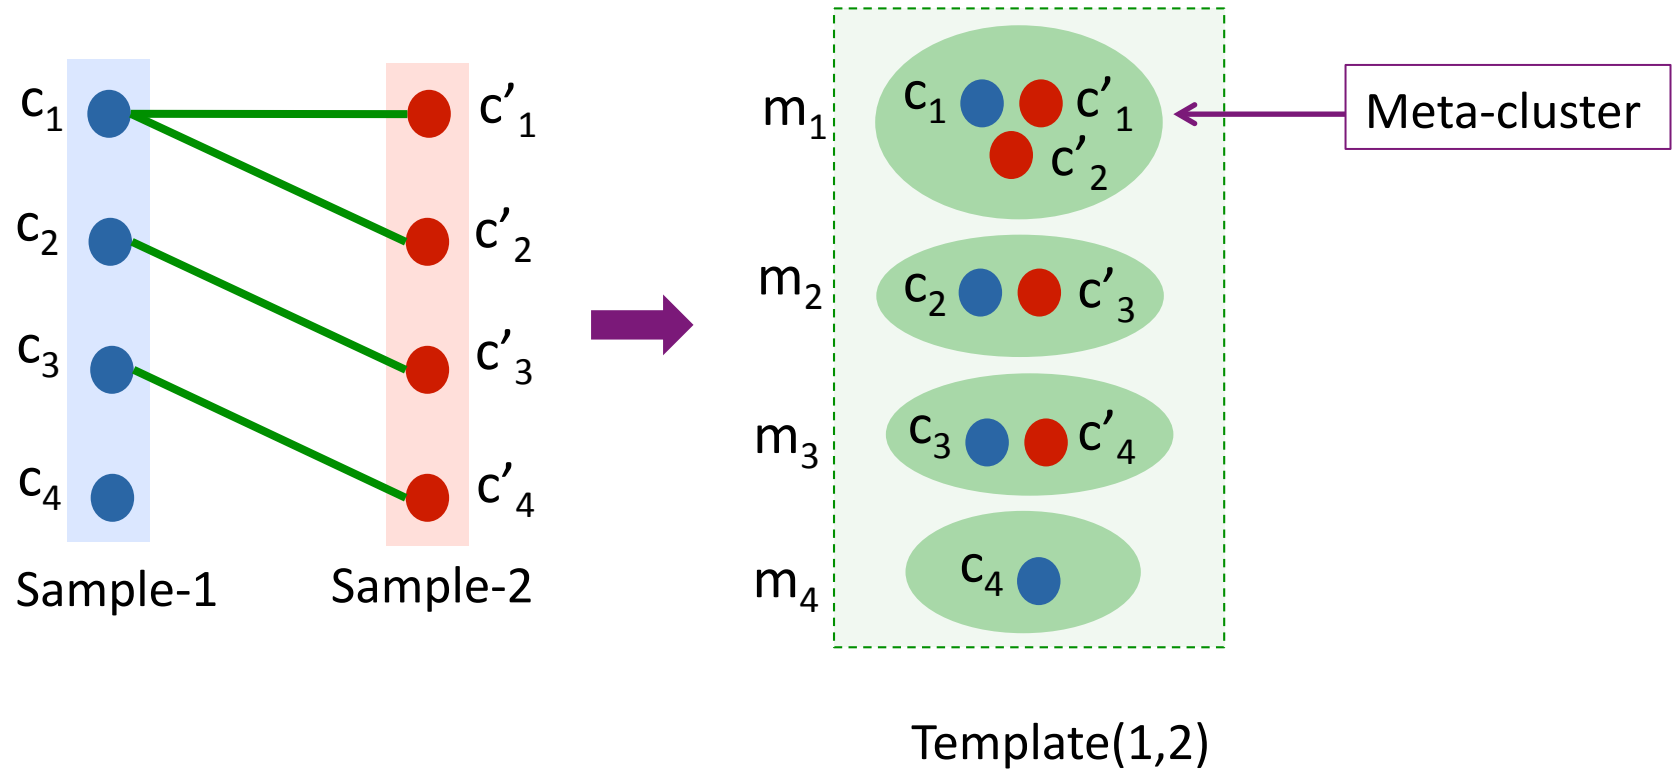 c₁
c₂
c₃
c₄
Sample-1
c’₁
c’₂
c’₃
c’₄
Sample-2
m₁
c₁ c’₁
c’₂
m₂
c₂ c’₃
m₃
c₃ c’₄
m₄
c₄
Template(1,2)
Meta-cluster